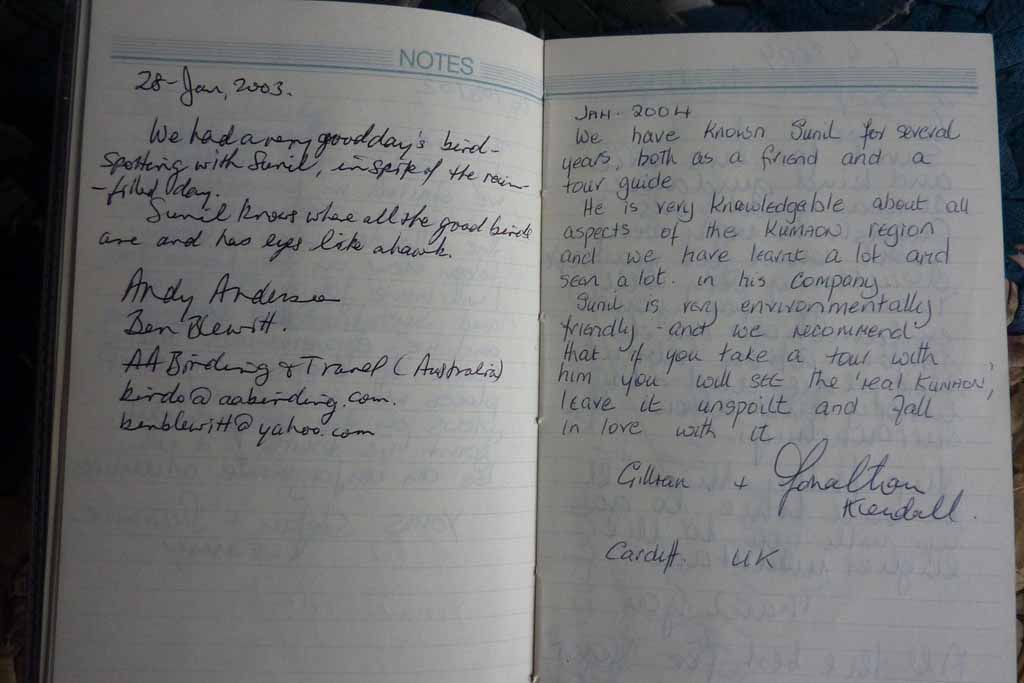 NOTES
28-Jan, 2003.
We had a very good day's bird-
spotting with Sunil, in spite of the rain-
-filled day.
Sunil knows where all the good birds
are and has eyes like a hawk.
Andy Anderson
Ben Blewitt.
AA Birding & Travel (Australia)
birdo@aabirding.com.
benblewitt@yahoo.com
JAN. 2004
We have known Sunil for several
years, both as a friend and a
tour guide
He is very knowledgable about all
aspects of the KUMAON region
and we have learnt a lot and
seen a lot. in his company
Sunil is very environmentally
friendly - and we recommend
that if you take a tour with
him you will SEE the 'real KUMAON',
leave it unspoilt and fall
in love with it
Gillian + Jonathon
Kendall.
Cardiff. UK